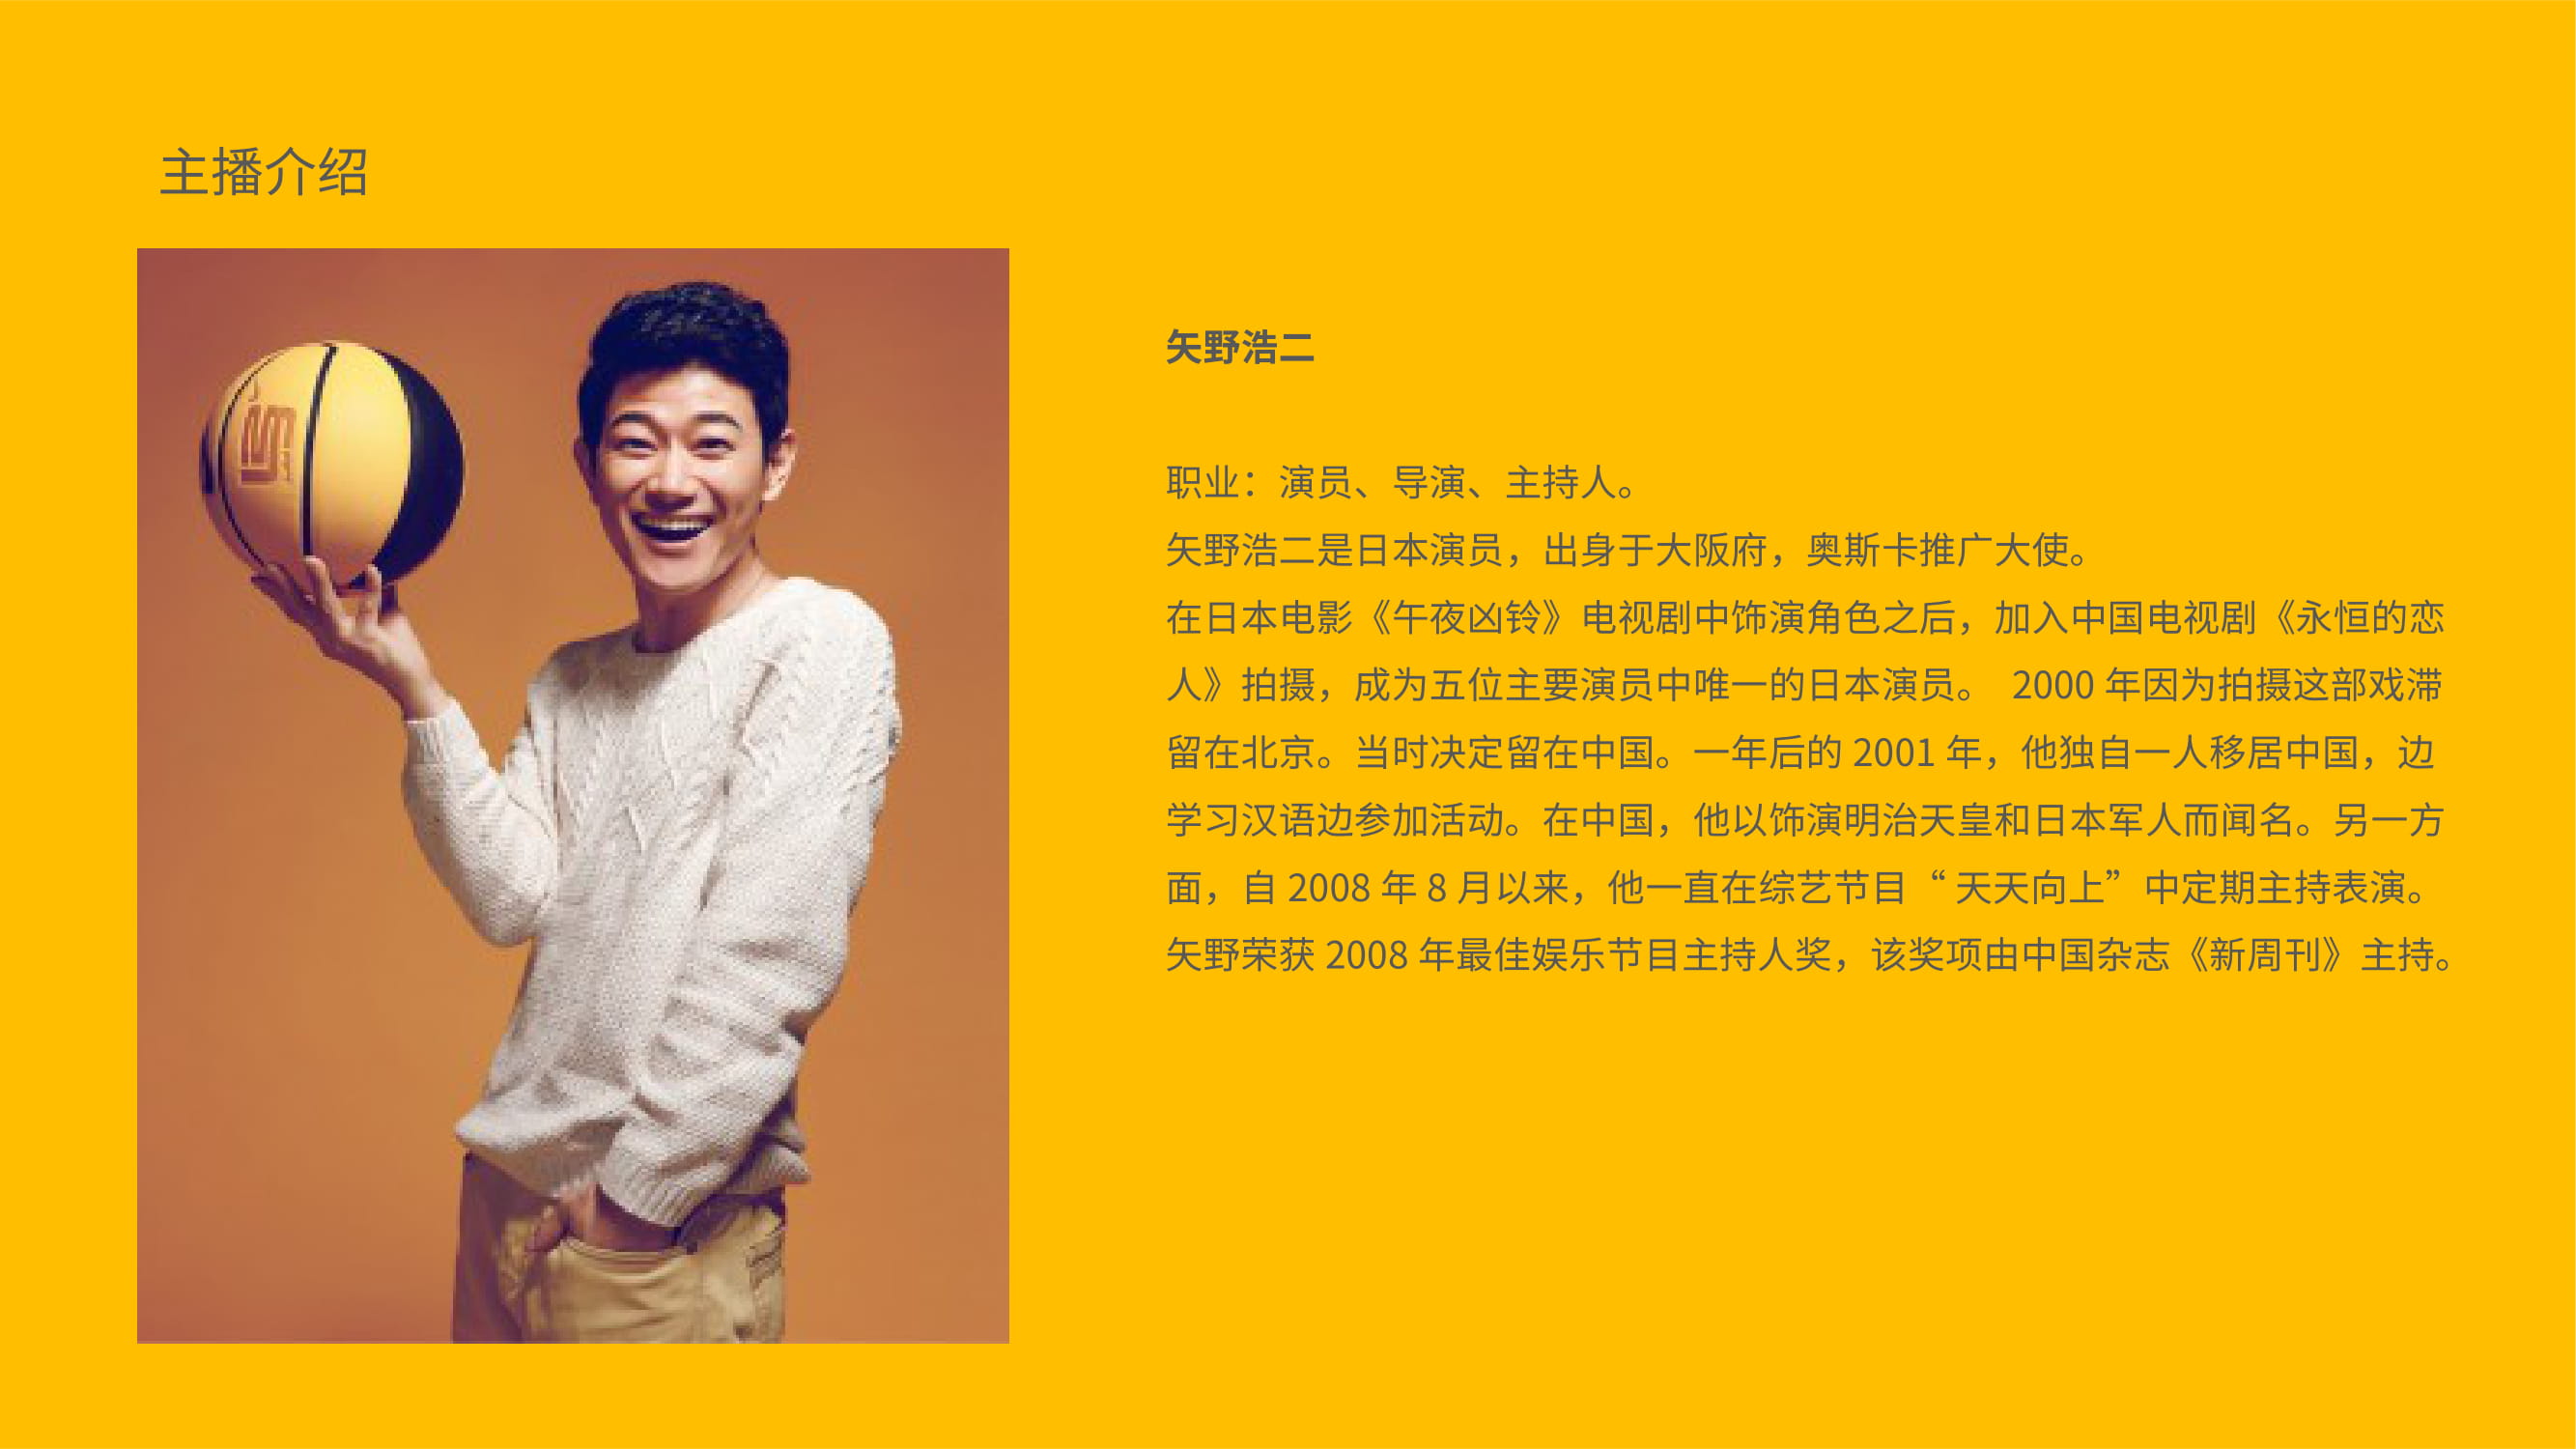 主播介绍
矢野浩二
职业：演员、导演、主持人。
矢野浩二是日本演员，出身于大阪府，奥斯卡推广大使。
在日本电影《午夜凶铃》电视剧中饰演角色之后，加入中国电视剧《永恒的恋
人》拍摄，成为五位主要演员中唯一的日本演员。 2000 年因为拍摄这部戏滞
留在北京。当时决定留在中国。一年后的 2001 年，他独自一人移居中国，边
学习汉语边参加活动。在中国，他以饰演明治天皇和日本军人而闻名。另一方
面，自 2008 年 8 月以来，他一直在综艺节目“ 天天向上”中定期主持表演。
矢野荣获 2008 年最佳娱乐节目主持人奖，该奖项由中国杂志《新周刊》主持。